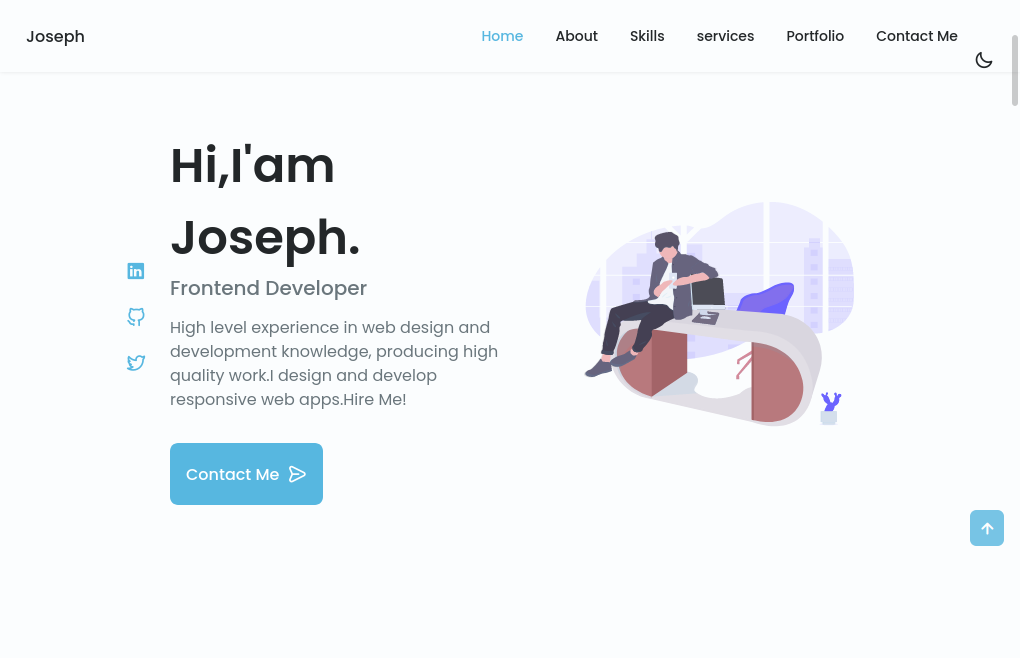 Joseph
Home About Skills services Portfolio Contact Me
Hi,I'am
Joseph.
Frontend Developer
High level experience in web design and
development knowledge, producing high
quality work.I design and develop
responsive web apps.Hire Me!
Contact Me